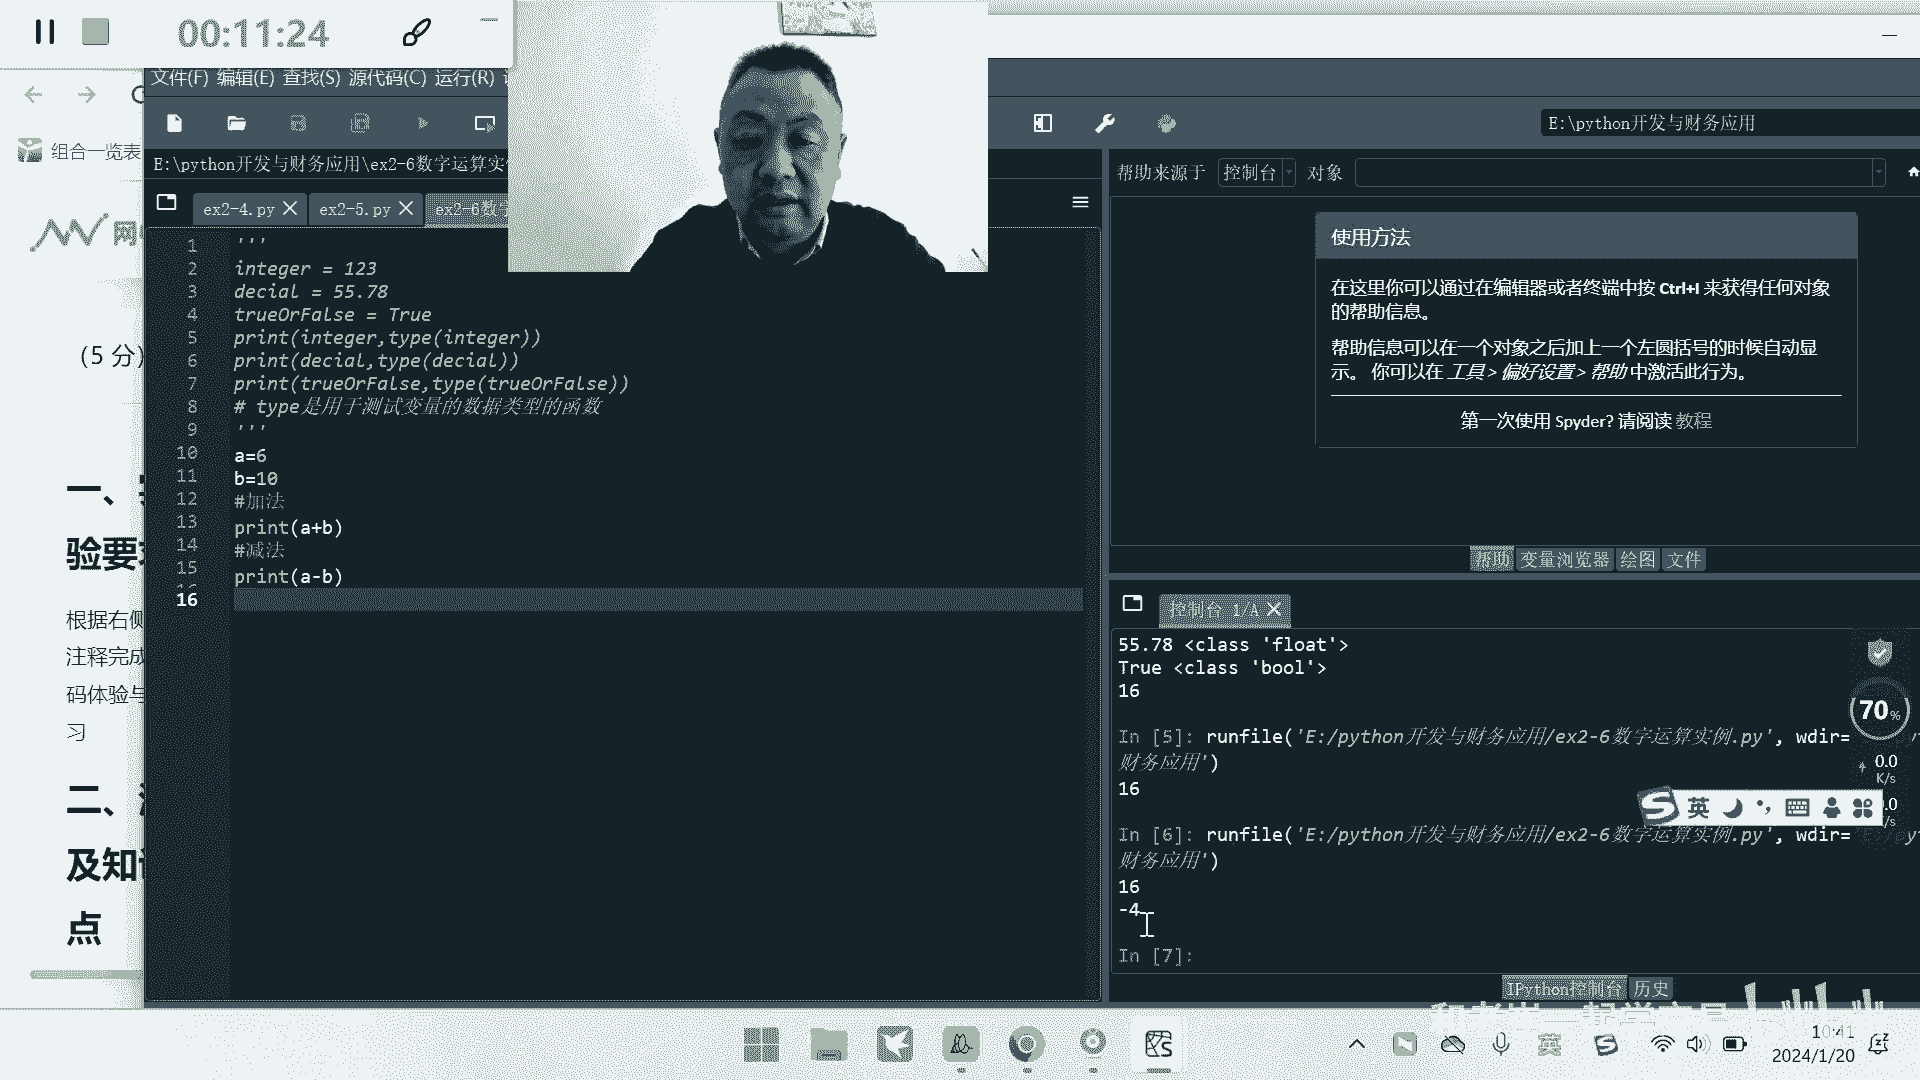 00:11:24
文件(F) 编辑(E) 查找(S) 源代码(C) 运行(R)
E:\python开发与财务应用
组合一览表
E:\python开发与财务应用\ex2-6数字运算实
帮助来源于 控制台 对象
ex2-4.py ex2-5.py ex2-6数字
网
(5 分)
一、
验要
根据右侧
注释完成
码体验与
习
二、
及知
点
1 '''
2 integer = 123
3 decial = 55.78
4 trueOrFalse = True
5 print(integer,type(integer))
6 print(decial,type(decial))
7 print(trueOrFalse,type(trueOrFalse))
8 # type是用于测试变量的数据类型的函数
9 '''
10 a=6
11 b=10
12 #加法
13 print(a+b)
14 #减法
15 print(a-b)
16
使用方法
在这里你可以通过在编辑器或者终端中按 Ctrl+I 来获得任何对象
的帮助信息。
帮助信息可以在一个对象之后加上一个左圆括号的时候自动显
示。 你可以在 工具 > 偏好设置 > 帮助 中激活此行为。
第一次使用 Spyder? 请阅读 教程
帮助 变量浏览器 绘图 文件
控制台 1/A
55.78 <class 'float'>
True <class 'bool'>
16
In [5]: runfile('E:/python开发与财务应用/ex2-6数字运算实例.py', wdir=
财务应用')
16
In [6]: runfile('E:/python开发与财务应用/ex2-6数字运算实例.py', wdir=
财务应用')
16
-4
In [7]:
IPython控制台 历史
70%
0.0
K/s
英
英
10:41
2024/1/20